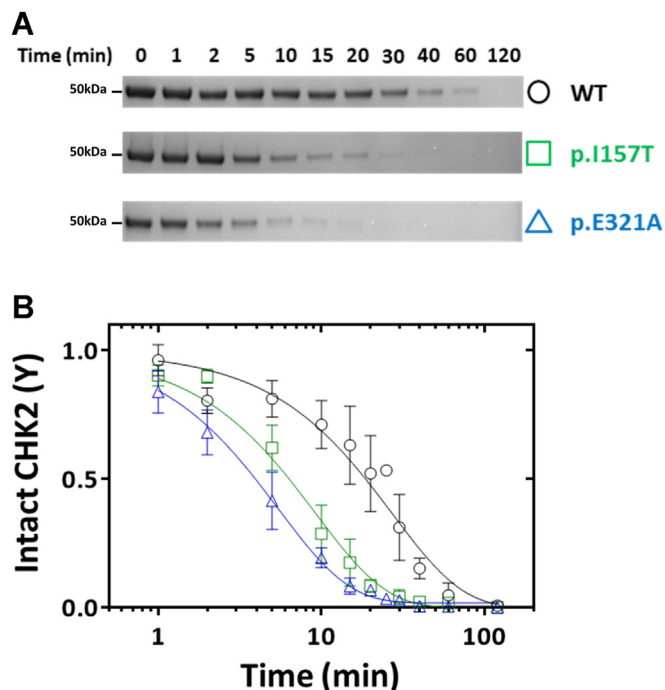 A
Time (min) 0 1 2 5 10 15 20 30 40 60 120
50kDa WT
50kDa p.I157T
50kDa p.E321A
B
Intact CHK2 (Y)
1.0
0.5
0.0
1 10 100
Time (min)